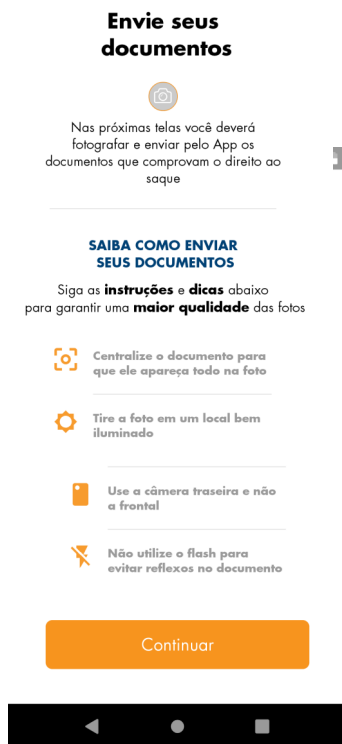 Envie seus
documentos
Nas próximas telas você deverá
fotografar e enviar pelo App os
documentos que comprovam o direito ao
saque
SAIBA COMO ENVIAR
SEUS DOCUMENTOS
Siga as instruções e dicas abaixo
para garantir uma maior qualidade das fotos
Centralize o documento para
que ele apareça todo na foto
Tire a foto em um local bem
iluminado
Use a câmera traseira e não
a frontal
Não utilize o flash para
evitar reflexos no documento
Continuar